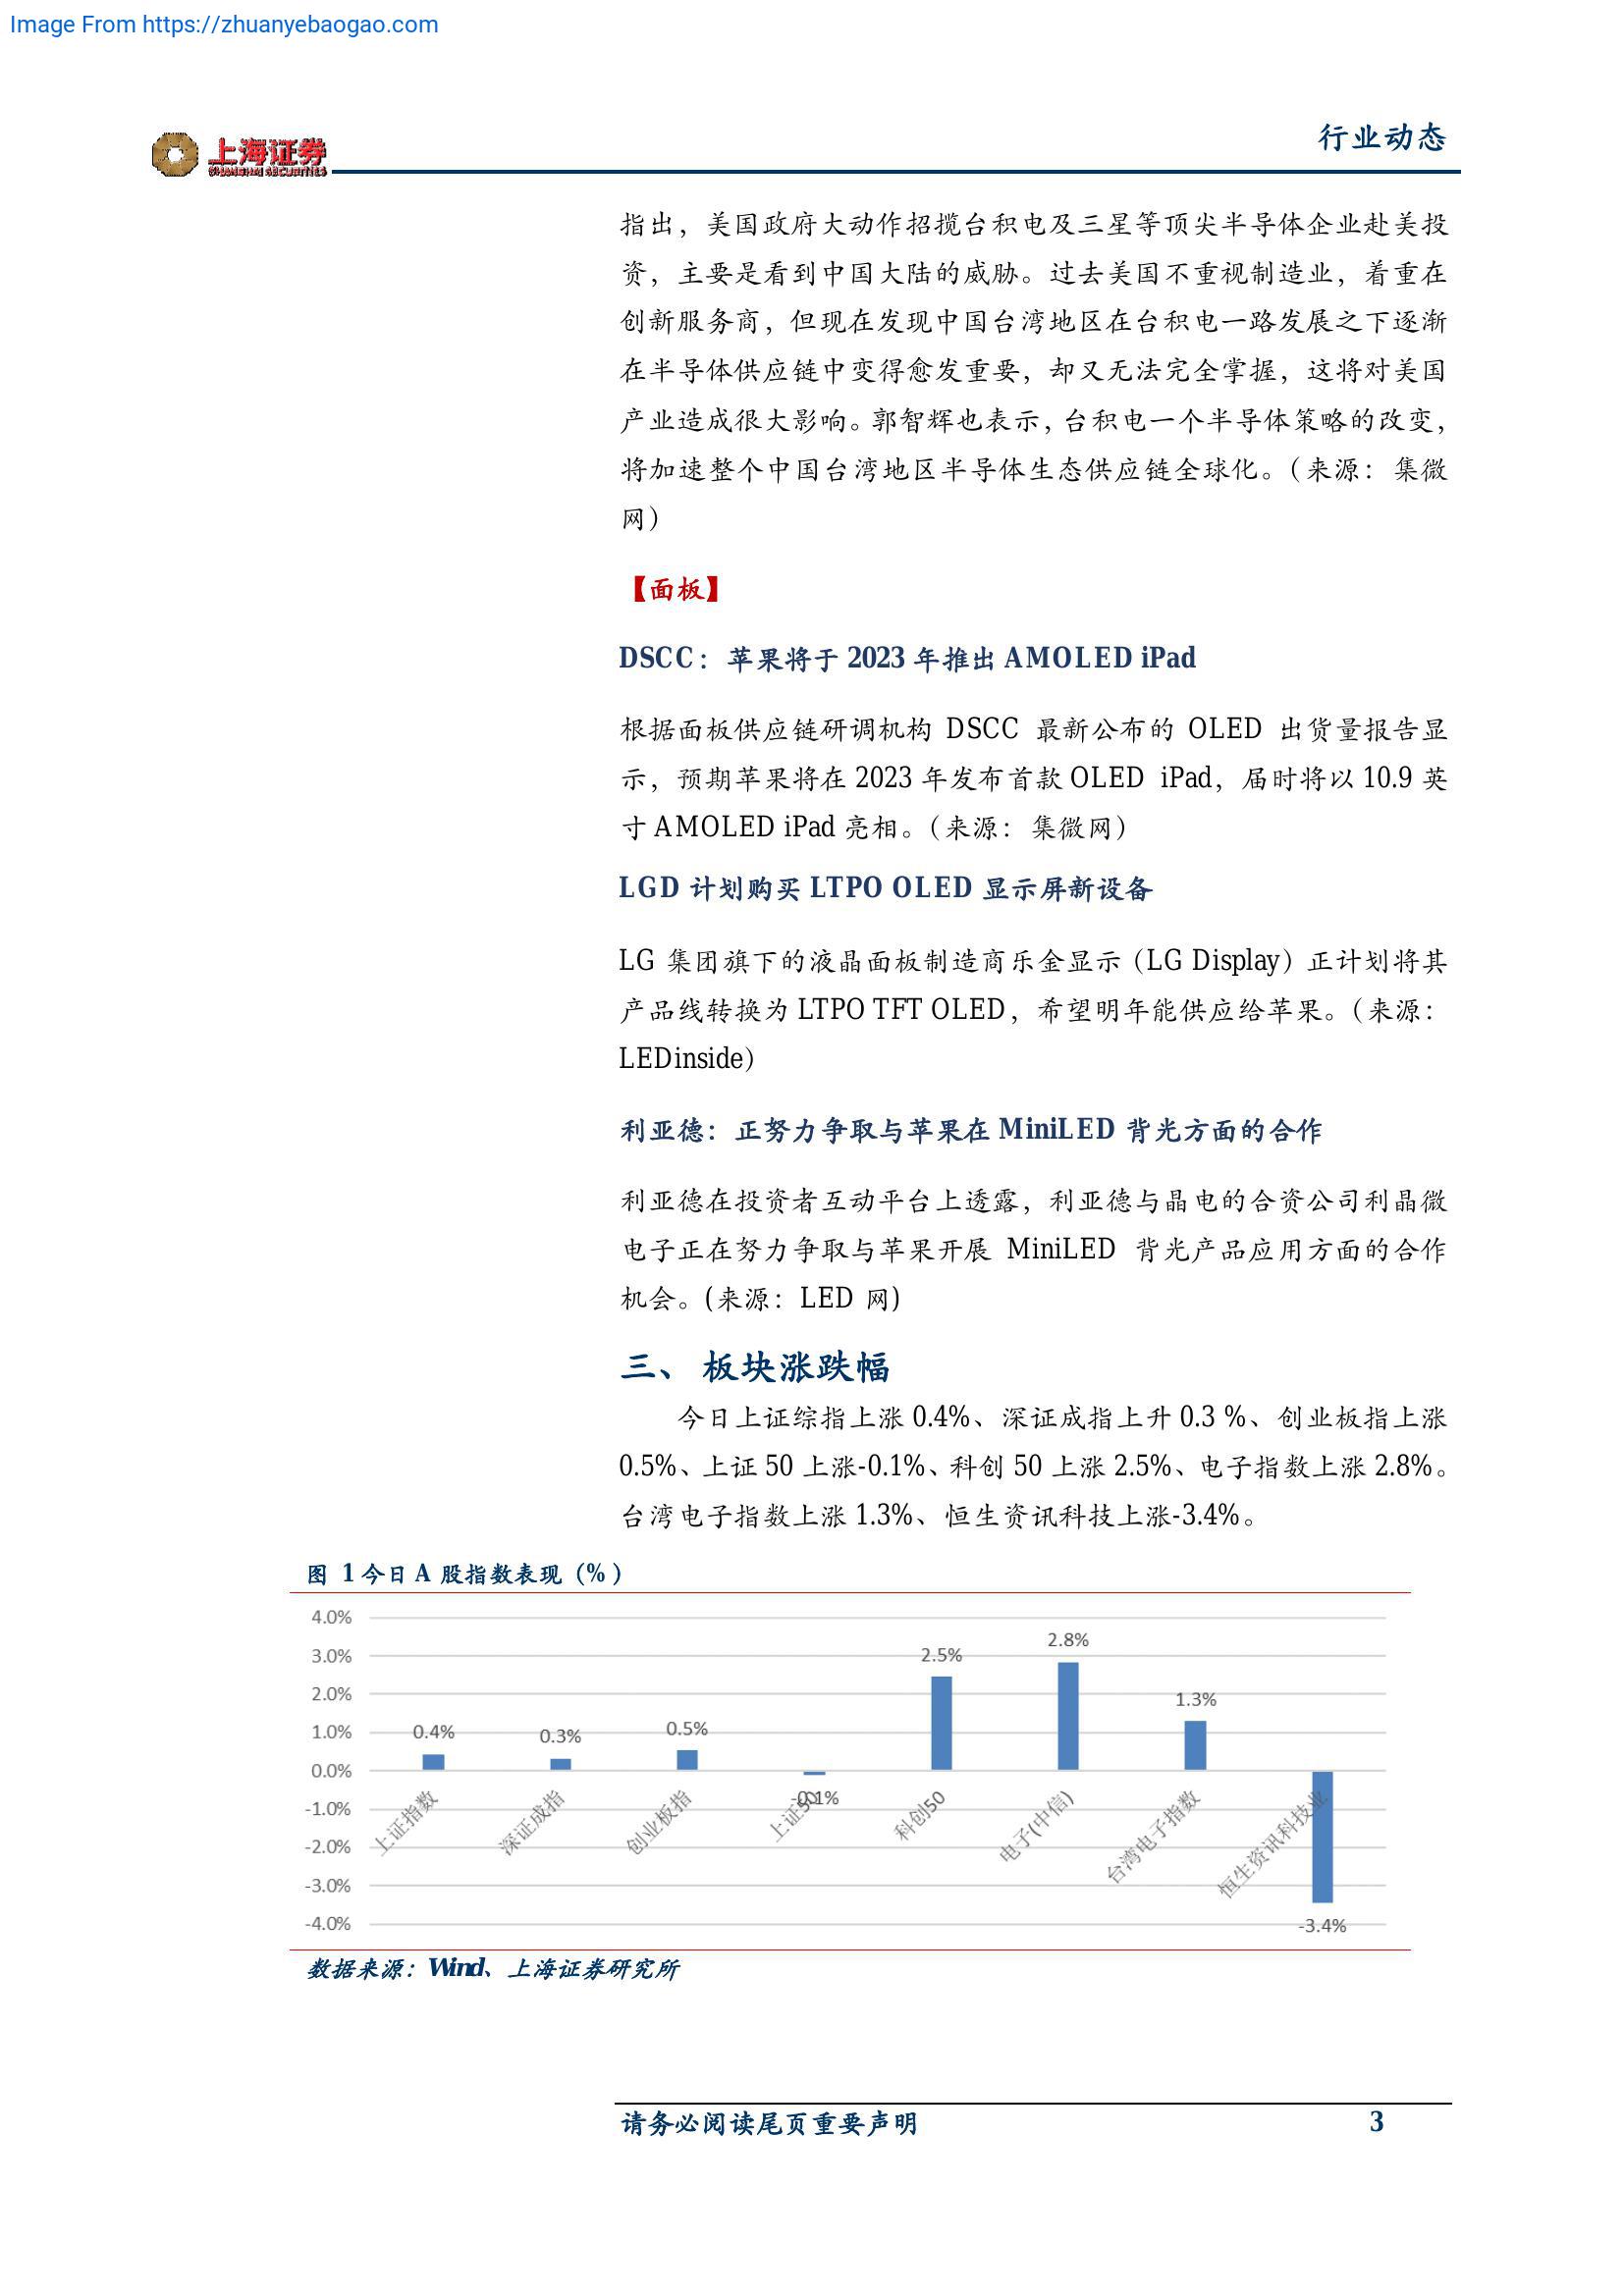 Image From https://zhuanyebaogao.com
上海证券
SHANGHAI SECURITIES
行业动态
指出，美国政府大动作招揽台积电及三星等顶尖半导体企业赴美投
资，主要是看到中国大陆的威胁。过去美国不重视制造业，着重在
创新服务商，但现在发现中国台湾地区在台积电一路发展之下逐渐
在半导体供应链中变得愈发重要，却又无法完全掌握，这将对美国
产业造成很大影响。郭智辉也表示，台积电一个半导体策略的改变，
将加速整个中国台湾地区半导体生态供应链全球化。（来源：集微
网）
【面板】
DSCC：苹果将于 2023 年推出 AMOLED iPad
根据面板供应链研调机构 DSCC 最新公布的 OLED 出货量报告显
示，预期苹果将在 2023 年发布首款 OLED iPad，届时将以 10.9 英
寸 AMOLED iPad 亮相。（来源：集微网）
LGD 计划购买 LTPO OLED 显示屏新设备
LG 集团旗下的液晶面板制造商乐金显示（LG Display）正计划将其
产品线转换为 LTPO TFT OLED，希望明年能供应给苹果。（来源：
LEDinside）
利亚德：正努力争取与苹果在 MiniLED 背光方面的合作
利亚德在投资者互动平台上透露，利亚德与晶电的合资公司利晶微
电子正在努力争取与苹果开展 MiniLED 背光产品应用方面的合作
机会。(来源：LED 网)
三、 板块涨跌幅
今日上证综指上涨 0.4%、深证成指上升 0.3 %、创业板指上涨
0.5%、上证 50 上涨-0.1%、科创 50 上涨 2.5%、电子指数上涨 2.8%。
台湾电子指数上涨 1.3%、恒生资讯科技上涨-3.4%。
图 1 今日 A 股指数表现（%）
4.0%
3.0%
2.0%
1.0%
0.0%
-1.0%
-2.0%
-3.0%
-4.0%
0.4%
0.3%
0.5%
-0.1%
2.5%
2.8%
1.3%
-3.4%
上证指数
深证成指
创业板指
上证50
科创50
电子(中信)
台湾电子指数
恒生资讯科技业
数据来源：Wind、上海证券研究所
请务必阅读尾页重要声明
3